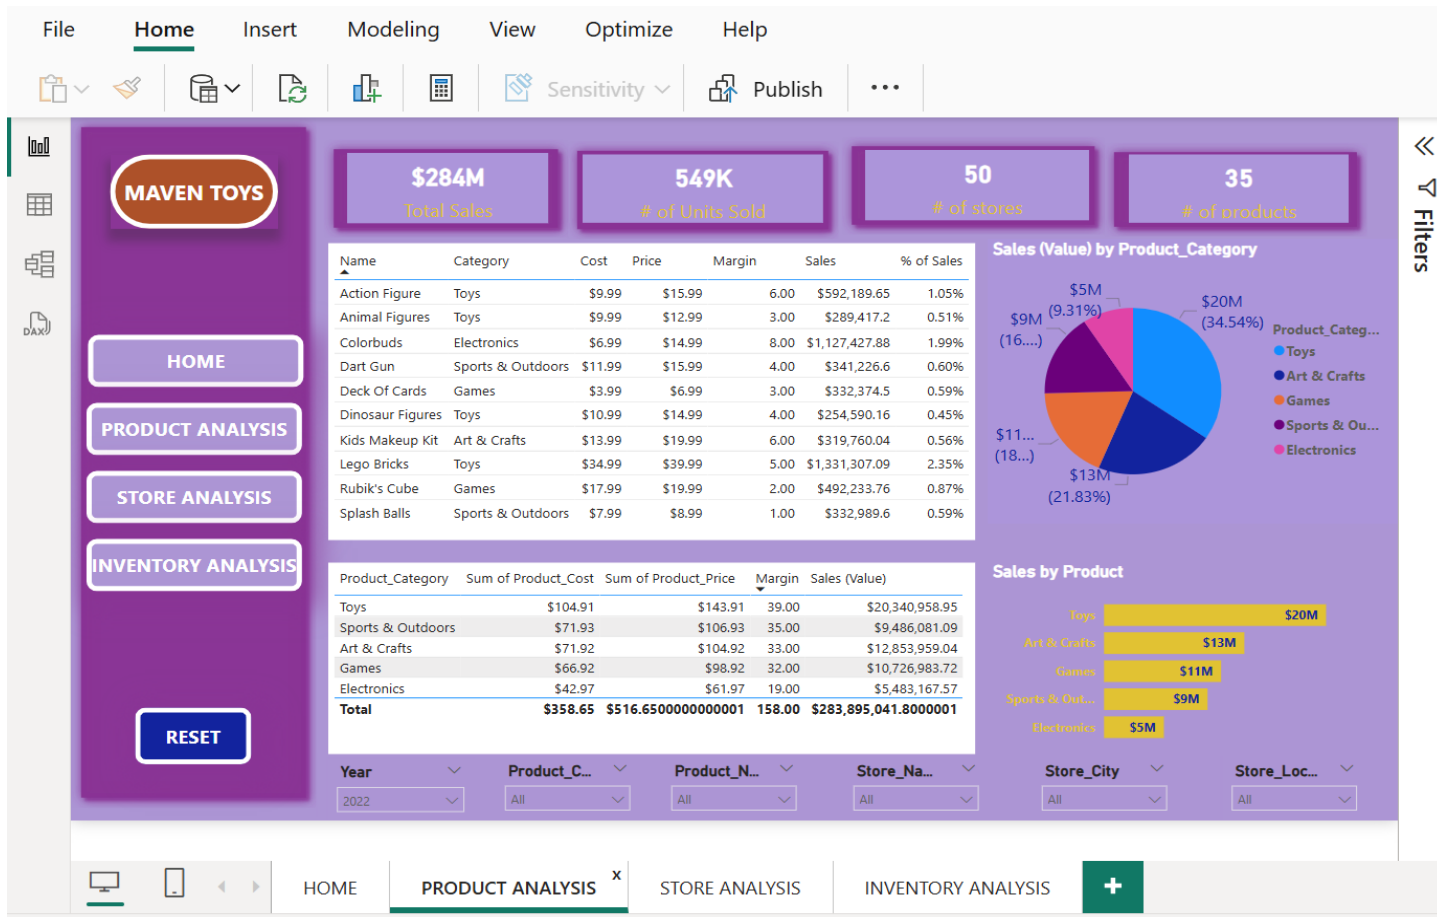 File Home Insert Modeling View Optimize Help
Sensitivity Publish
MAVEN TOYS
HOME
PRODUCT ANALYSIS
STORE ANALYSIS
INVENTORY ANALYSIS
RESET
$284M
Total Sales
549K
# of Units Sold
50
# of stores
35
# of products
Name Category Cost Price Margin Sales % of Sales
Action Figure Toys $9.99 $15.99 6.00 $592,189.65 1.05%
Animal Figures Toys $9.99 $12.99 3.00 $289,417.2 0.51%
Colorbuds Electronics $6.99 $14.99 8.00 $1,127,427.88 1.99%
Dart Gun Sports & Outdoors $11.99 $15.99 4.00 $341,226.6 0.60%
Deck Of Cards Games $3.99 $6.99 3.00 $332,374.5 0.59%
Dinosaur Figures Toys $10.99 $14.99 4.00 $254,590.16 0.45%
Kids Makeup Kit Art & Crafts $13.99 $19.99 6.00 $319,760.04 0.56%
Lego Bricks Toys $34.99 $39.99 5.00 $1,331,307.09 2.35%
Rubik's Cube Games $17.99 $19.99 2.00 $492,233.76 0.87%
Splash Balls Sports & Outdoors $7.99 $8.99 1.00 $332,989.6 0.59%
Sales (Value) by Product_Category
$5M
(9.31%)
$20M
(34.54%)
$9M
(16....)
$11...
(18...)
$13M
(21.83%)
Product_Categ...
Toys
Art & Crafts
Games
Sports & Ou...
Electronics
Product_Category Sum of Product_Cost Sum of Product_Price Margin Sales (Value)
Toys $104.91 $143.91 39.00 $20,340,958.95
Sports & Outdoors $71.93 $106.93 35.00 $9,486,081.09
Art & Crafts $71.92 $104.92 33.00 $12,853,959.04
Games $66.92 $98.92 32.00 $10,726,983.72
Electronics $42.97 $61.97 19.00 $5,483,167.57
Total $358.65 $516.6500000000001 158.00 $283,895,041.8000001
Sales by Product
Toys $20M
Art & Crafts $13M
Games $11M
Sports & Out... $9M
Electronics $5M
Year Product_C... Product_N... Store_Na... Store_City Store_Loc...
2022 All All All All All
Filters
DAX
HOME PRODUCT ANALYSIS x STORE ANALYSIS INVENTORY ANALYSIS +